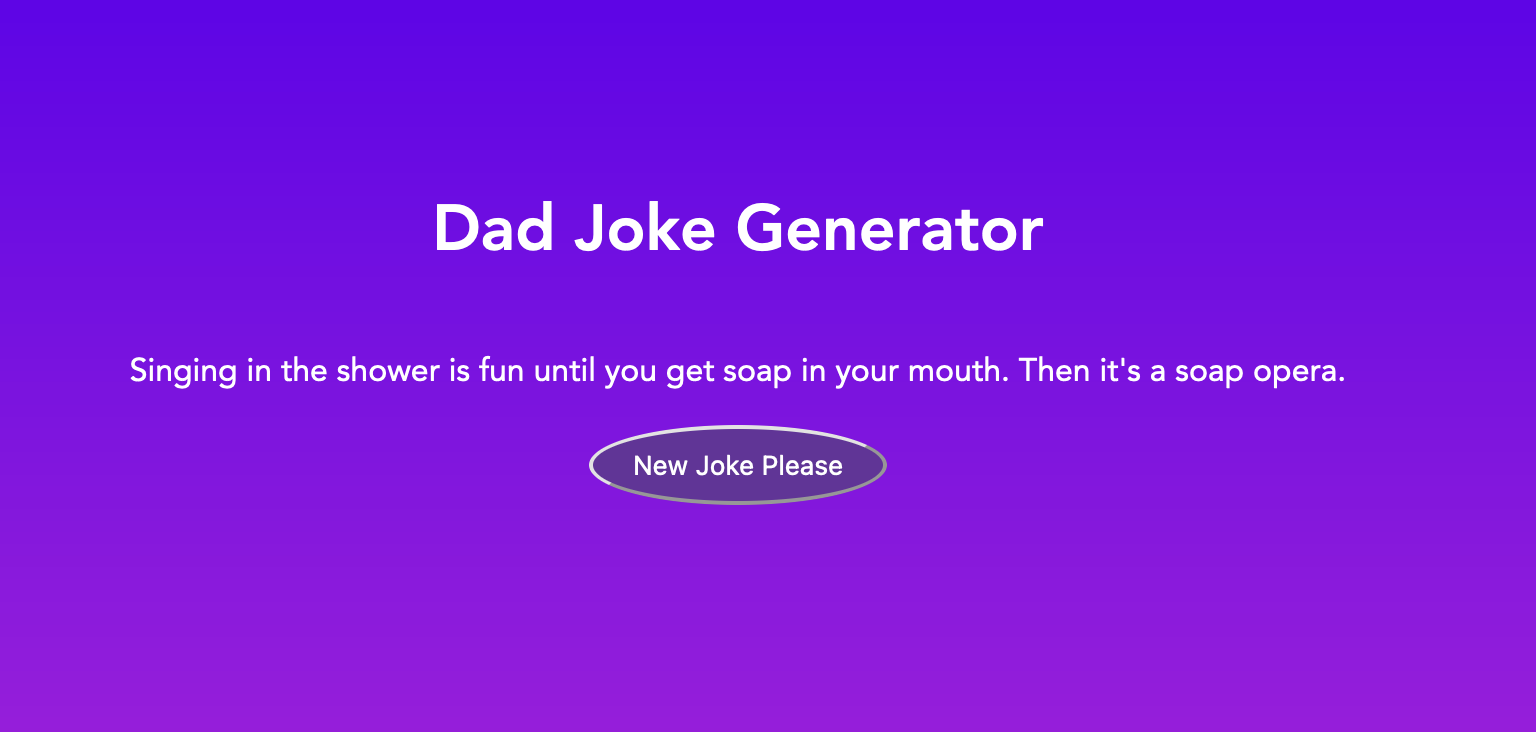 Dad Joke Generator
Singing in the shower is fun until you get soap in your mouth. Then it's a soap opera.
New Joke Please